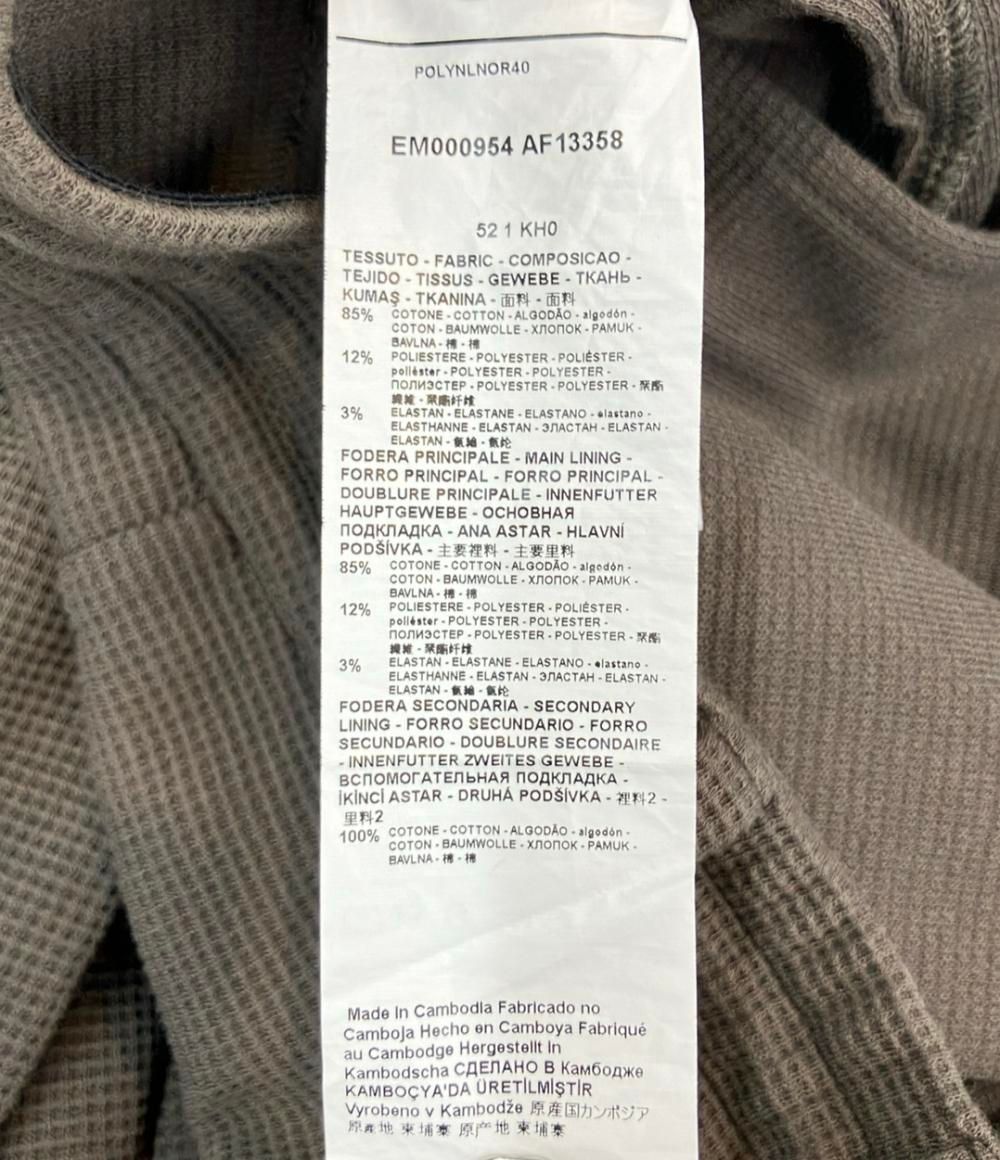 POLYNLNOR40
EM000954 AF13358
52 1 KH0
TESSUTO - FABRIC - COMPOSICAO -
TEJIDO - TISSUS - GEWEBE - ТКАНЬ -
KUMAŞ - TKANINA - 面料 - 面料
85% COTONE - COTTON - ALGODÃO - algodón -
COTON - BAUMWOLLE - ХЛОПОК - PAMUK -
BAVLNA - 棉 - 棉
12% POLIESTERE - POLYESTER - POLIÉSTER -
poliéster - POLYESTER - POLYESTER -
ПОЛИЭСТЕР - POLYESTER - POLYESTER - 聚酯
纖維 - 聚酯纤维
3% ELASTAN - ELASTANE - ELASTANO - elastano -
ELASTHANNE - ELASTAN - ЭЛАСТАН - ELASTAN -
ELASTAN - 氨綸 - 氨纶
FODERA PRINCIPALE - MAIN LINING -
FORRO PRINCIPAL - FORRO PRINCIPAL -
DOUBLURE PRINCIPALE - INNENFUTTER
HAUPTGEWEBE - ОСНОВНАЯ
ПОДКЛАДКА - ANA ASTAR - HLAVNÍ
PODŠÍVKA - 主要裡料 - 主要里料
85% COTONE - COTTON - ALGODÃO - algodón -
COTON - BAUMWOLLE - ХЛОПОК - PAMUK -
BAVLNA - 棉 - 棉
12% POLIESTERE - POLYESTER - POLIÉSTER -
poliéster - POLYESTER - POLYESTER -
ПОЛИЭСТЕР - POLYESTER - POLYESTER - 聚酯
纖維 - 聚酯纤维
3% ELASTAN - ELASTANE - ELASTANO - elastano -
ELASTHANNE - ELASTAN - ЭЛАСТАН - ELASTAN -
ELASTAN - 氨綸 - 氨纶
FODERA SECONDARIA - SECONDARY
LINING - FORRO SECUNDARIO - FORRO
SECUNDARIO - DOUBLURE SECONDAIRE
- INNENFUTTER ZWEITES GEWEBE -
ВСПОМОГАТЕЛЬНАЯ ПОДКЛАДКА -
İKİNCİ ASTAR - DRUHÁ PODŠÍVKA - 裡料2 -
里料2
100% COTONE - COTTON - ALGODÃO - algodón -
COTON - BAUMWOLLE - ХЛОПОК - PAMUK -
BAVLNA - 棉 - 棉
Made in Cambodia Fabricado no
Camboja Hecho en Camboya Fabriqué
au Cambodge Hergestellt in
Kambodscha СДЕЛАНО В Камбодже
KAMBOÇYA'DA ÜRETİLMİŞTİR
Vyrobeno v Kambodže 原産国カンボジア
原產地 柬埔寨 原产地 柬埔寨